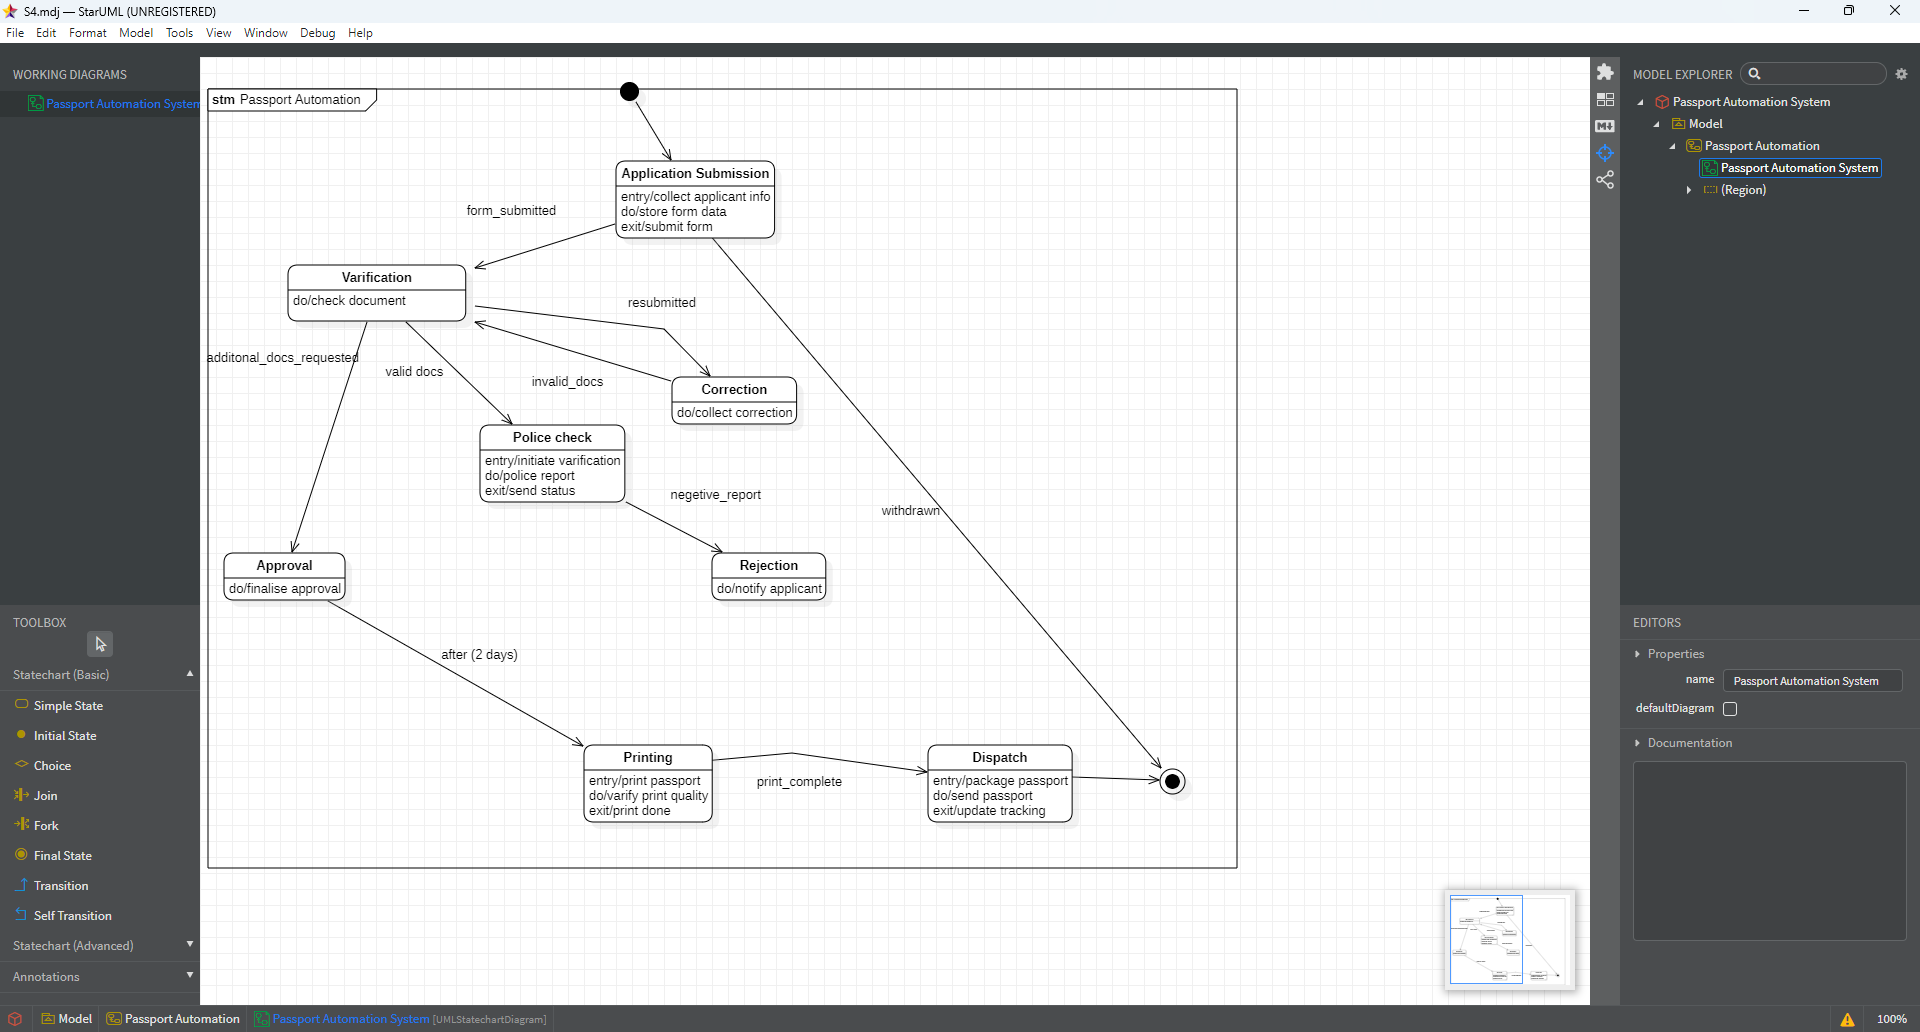 S4.mdj — StarUML (UNREGISTERED)
File Edit Format Model Tools View Window Debug Help
WORKING DIAGRAMS
Passport Automation System
stm Passport Automation
Application Submission
entry/collect applicant info
do/store form data
exit/submit form
form_submitted
Varification
do/check document
resubmitted
additonal_docs_requested
valid docs
invalid_docs
Correction
do/collect correction
Police check
entry/initiate varification
do/police report
exit/send status
negetive_report
withdrawn
Approval
do/finalise approval
Rejection
do/notify applicant
after (2 days)
Printing
entry/print passport
do/varify print quality
exit/print done
print_complete
Dispatch
entry/package passport
do/send passport
exit/update tracking
TOOLBOX
Statechart (Basic)
Simple State
Initial State
Choice
Join
Fork
Final State
Transition
Self Transition
Statechart (Advanced)
Annotations
MODEL EXPLORER
Passport Automation System
Model
Passport Automation
Passport Automation System
(Region)
EDITORS
Properties
name Passport Automation System
defaultDiagram
Documentation
Model Passport Automation Passport Automation System [UMLStatechartDiagram]
100%